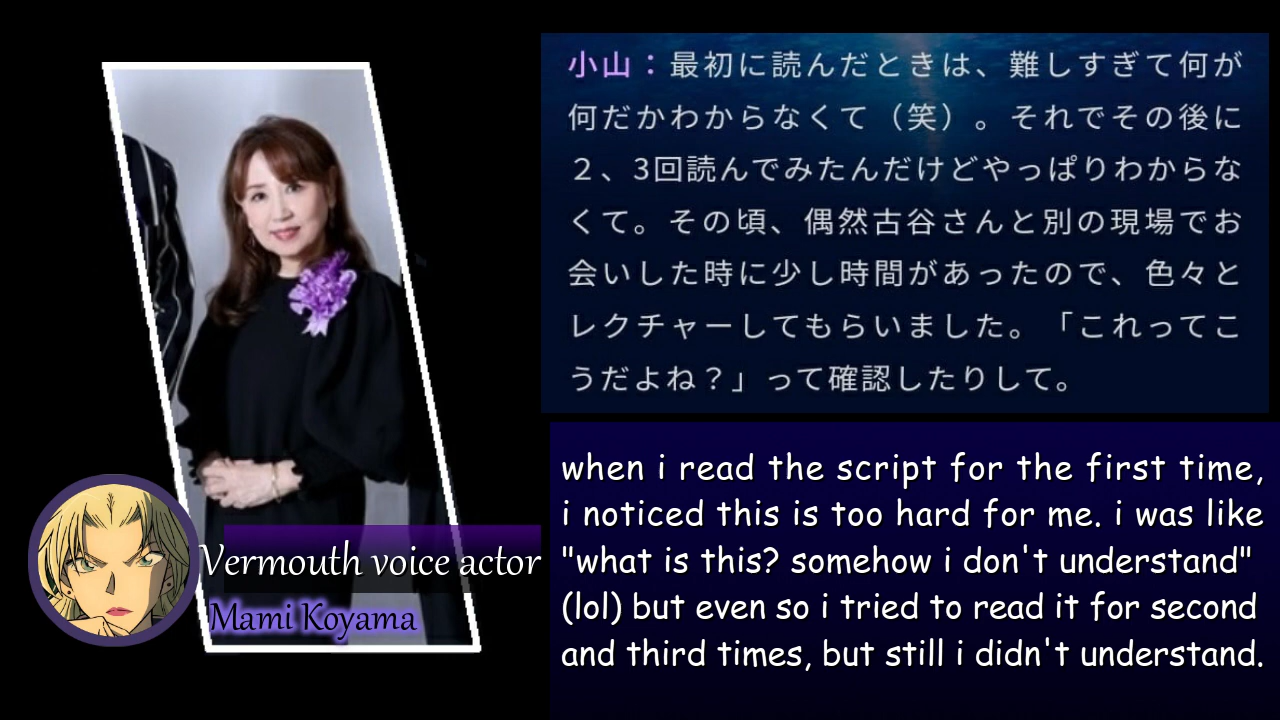 小山：最初に読んだときは、難しすぎて何が
何だかわからなくて（笑）。それでその後に
２、3回読んでみたんだけどやっぱりわからな
くて。その頃、偶然古谷さんと別の現場でお
会いした時に少し時間があったので、色々と
レクチャーしてもらいました。「これってこ
うだよね？」って確認したりして。
when i read the script for the first time,
i noticed this is too hard for me. i was like
"what is this? somehow i don't understand"
(lol) but even so i tried to read it for second
and third times, but still i didn't understand.
Vermouth voice actor
Mami Koyama